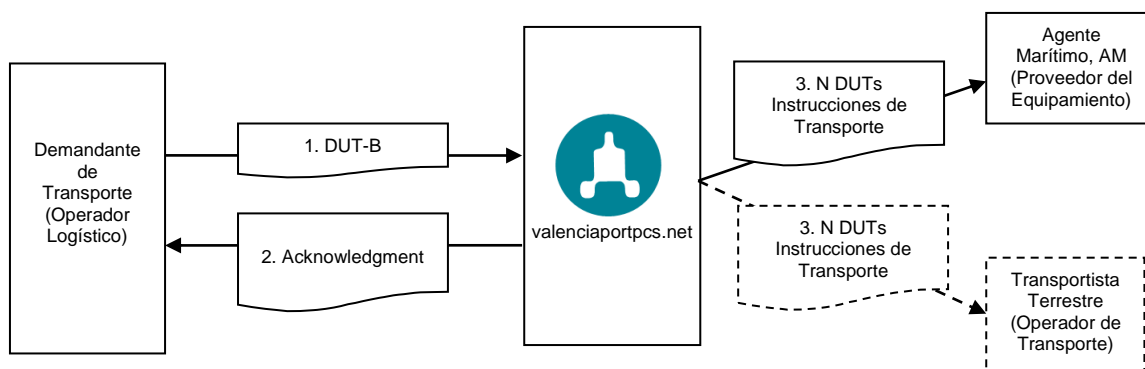 Demandante
de
Transporte
(Operador
Logístico)
1. DUT-B
2. Acknowledgment
valenciaportpcs.net
3. N DUTs
Instrucciones de
Transporte
Agente
Marítimo, AM
(Proveedor del
Equipamiento)
3. N DUTs
Instrucciones de
Transporte
Transportista
Terrestre
(Operador de
Transporte)